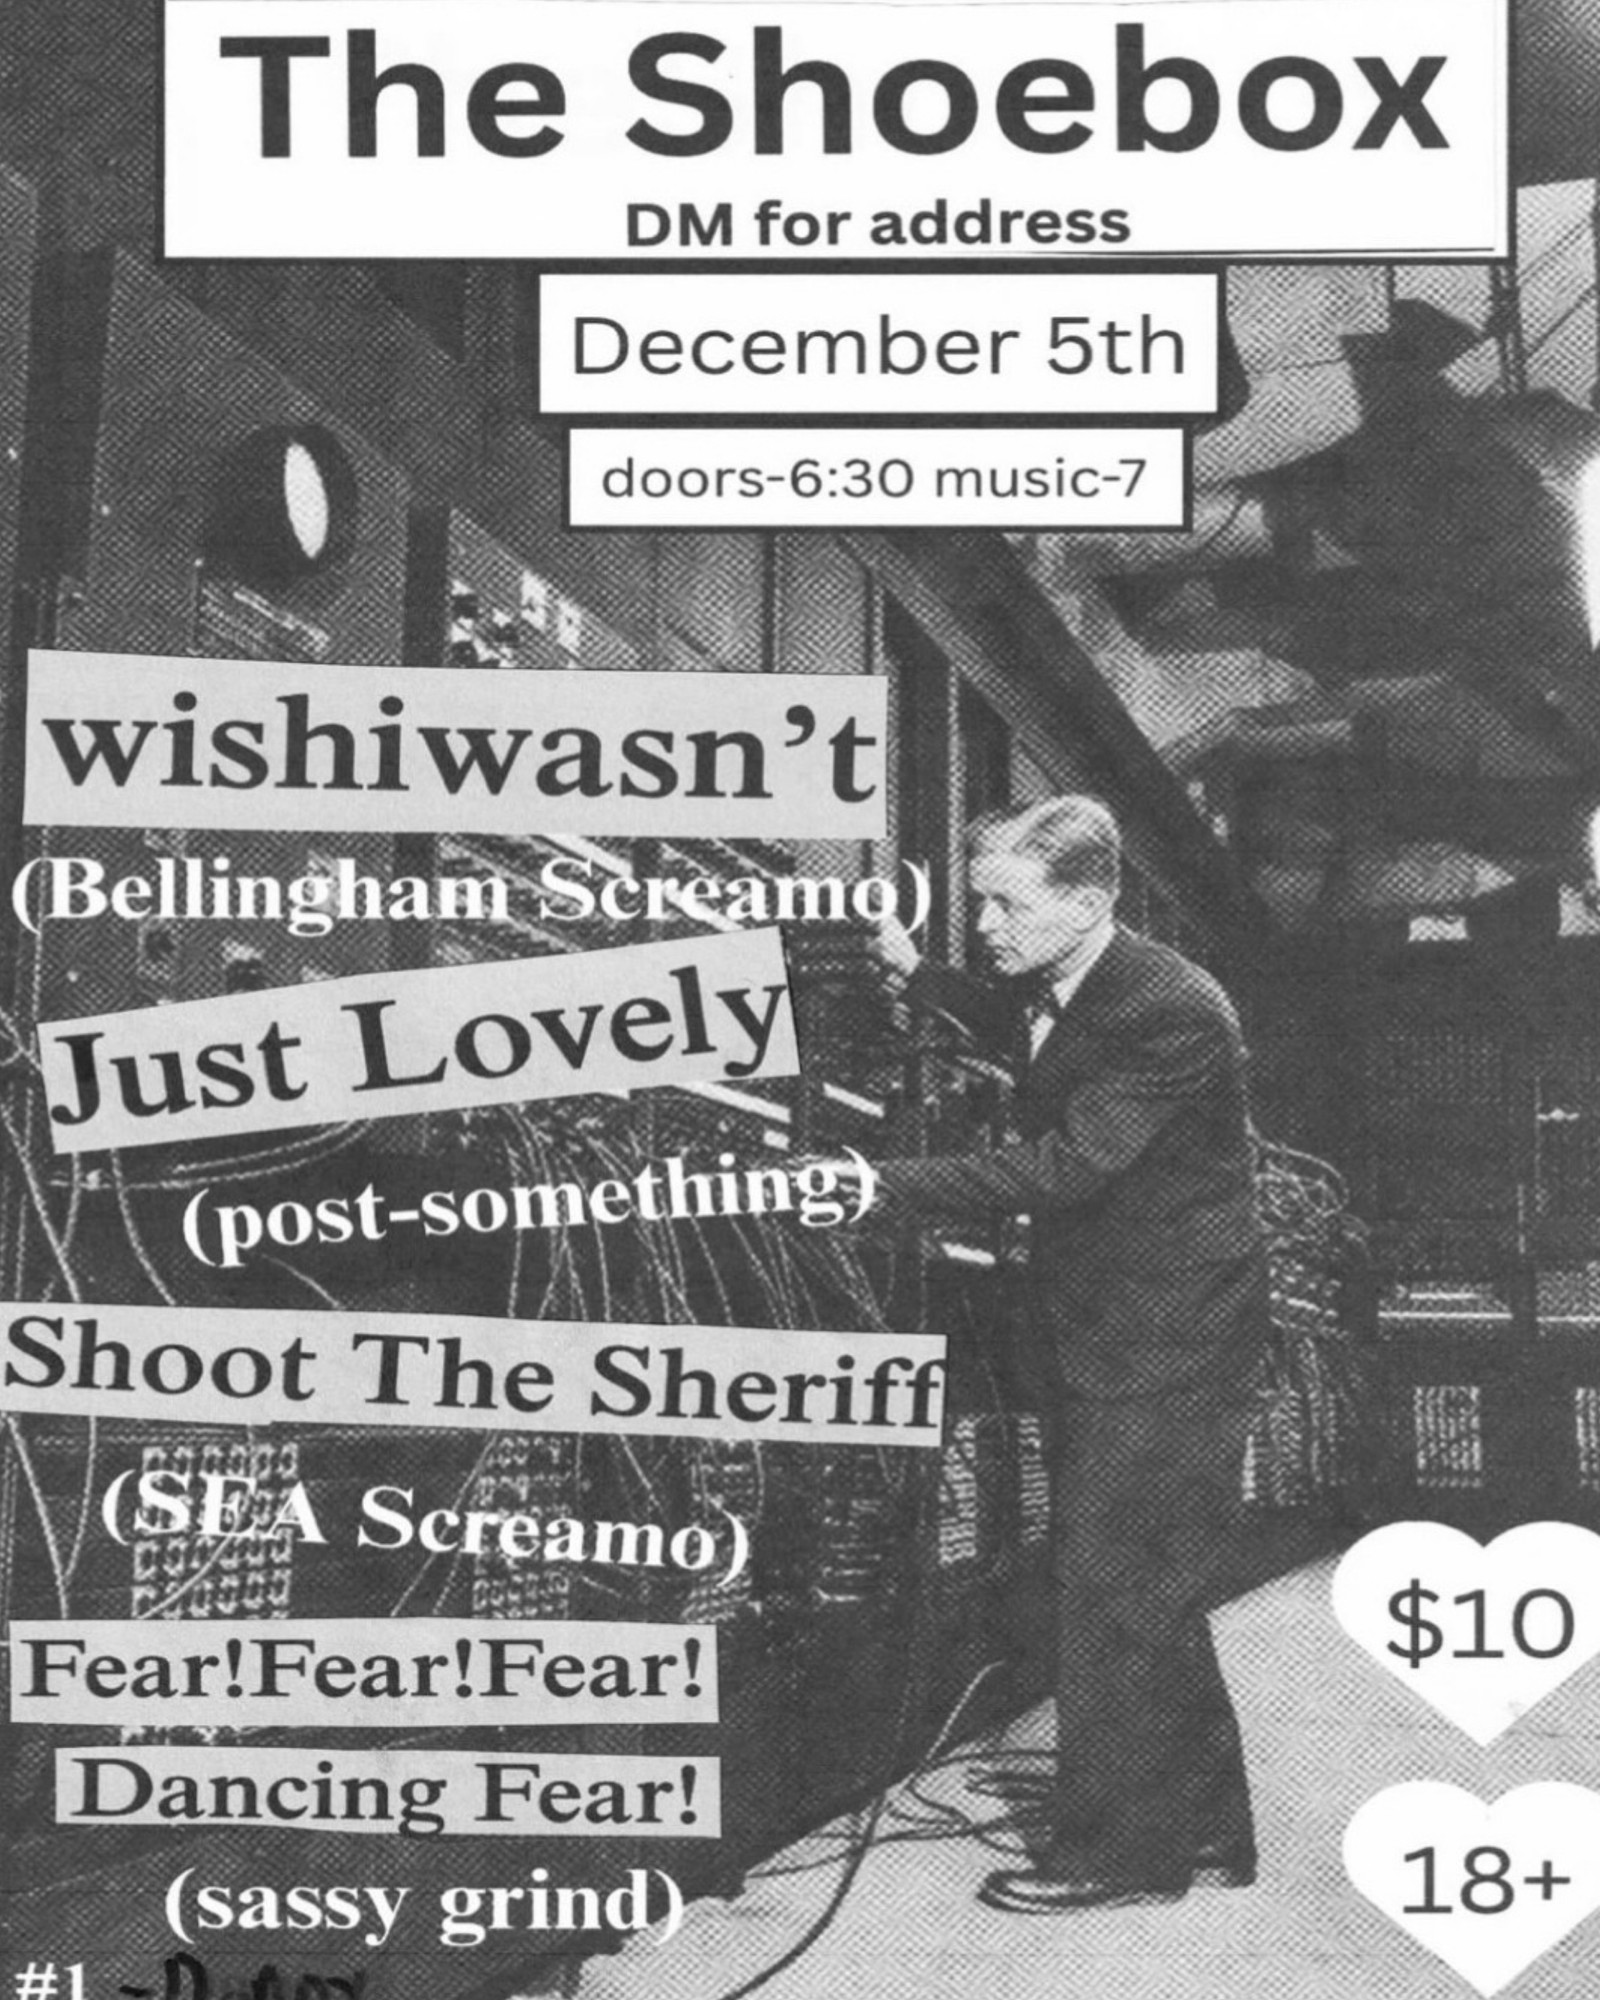 The Shoebox
DM for address
December 5th
doors-6:30 music-7
wishiwasn't
(Bellingham Screamo)
Just Lovely
(post-something)
Shoot The Sheriff
(SEA Screamo)
Fear!Fear!Fear!
Dancing Fear!
(sassy grind)
$10
18+
#1